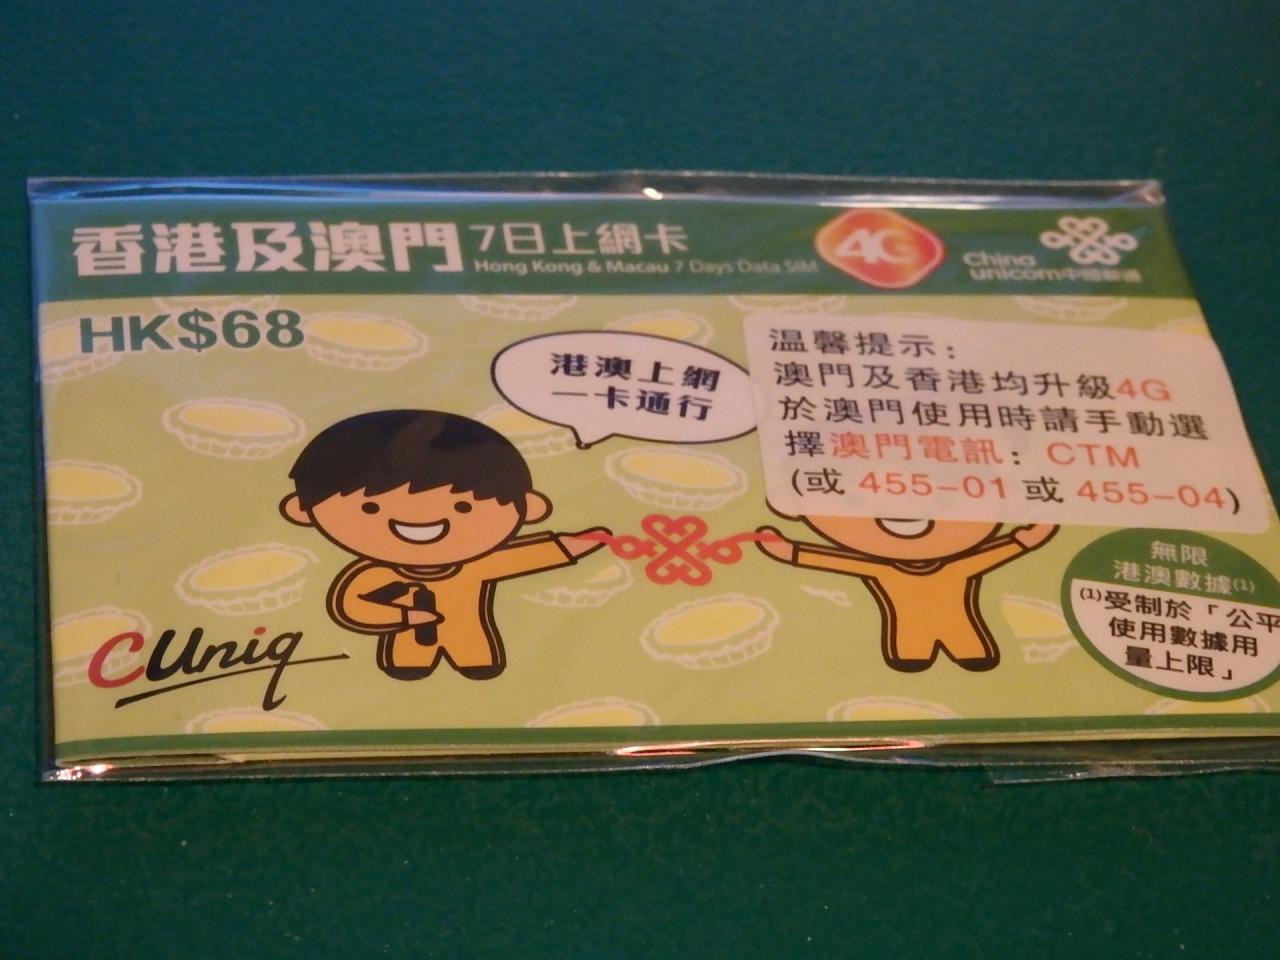 香港及澳門 7日上網卡
Hong Kong & Macau 7 Days Data SIM
4G
China
unicom中國聯通
HK$68
港澳上網
一卡通行
温馨提示：
澳門及香港均升級4G
於澳門使用時請手動選
擇澳門電訊：CTM
(或 455-01 或 455-04)
無限
港澳數據(1)
(1)受制於「公平
使用數據用
量上限」
CUniq